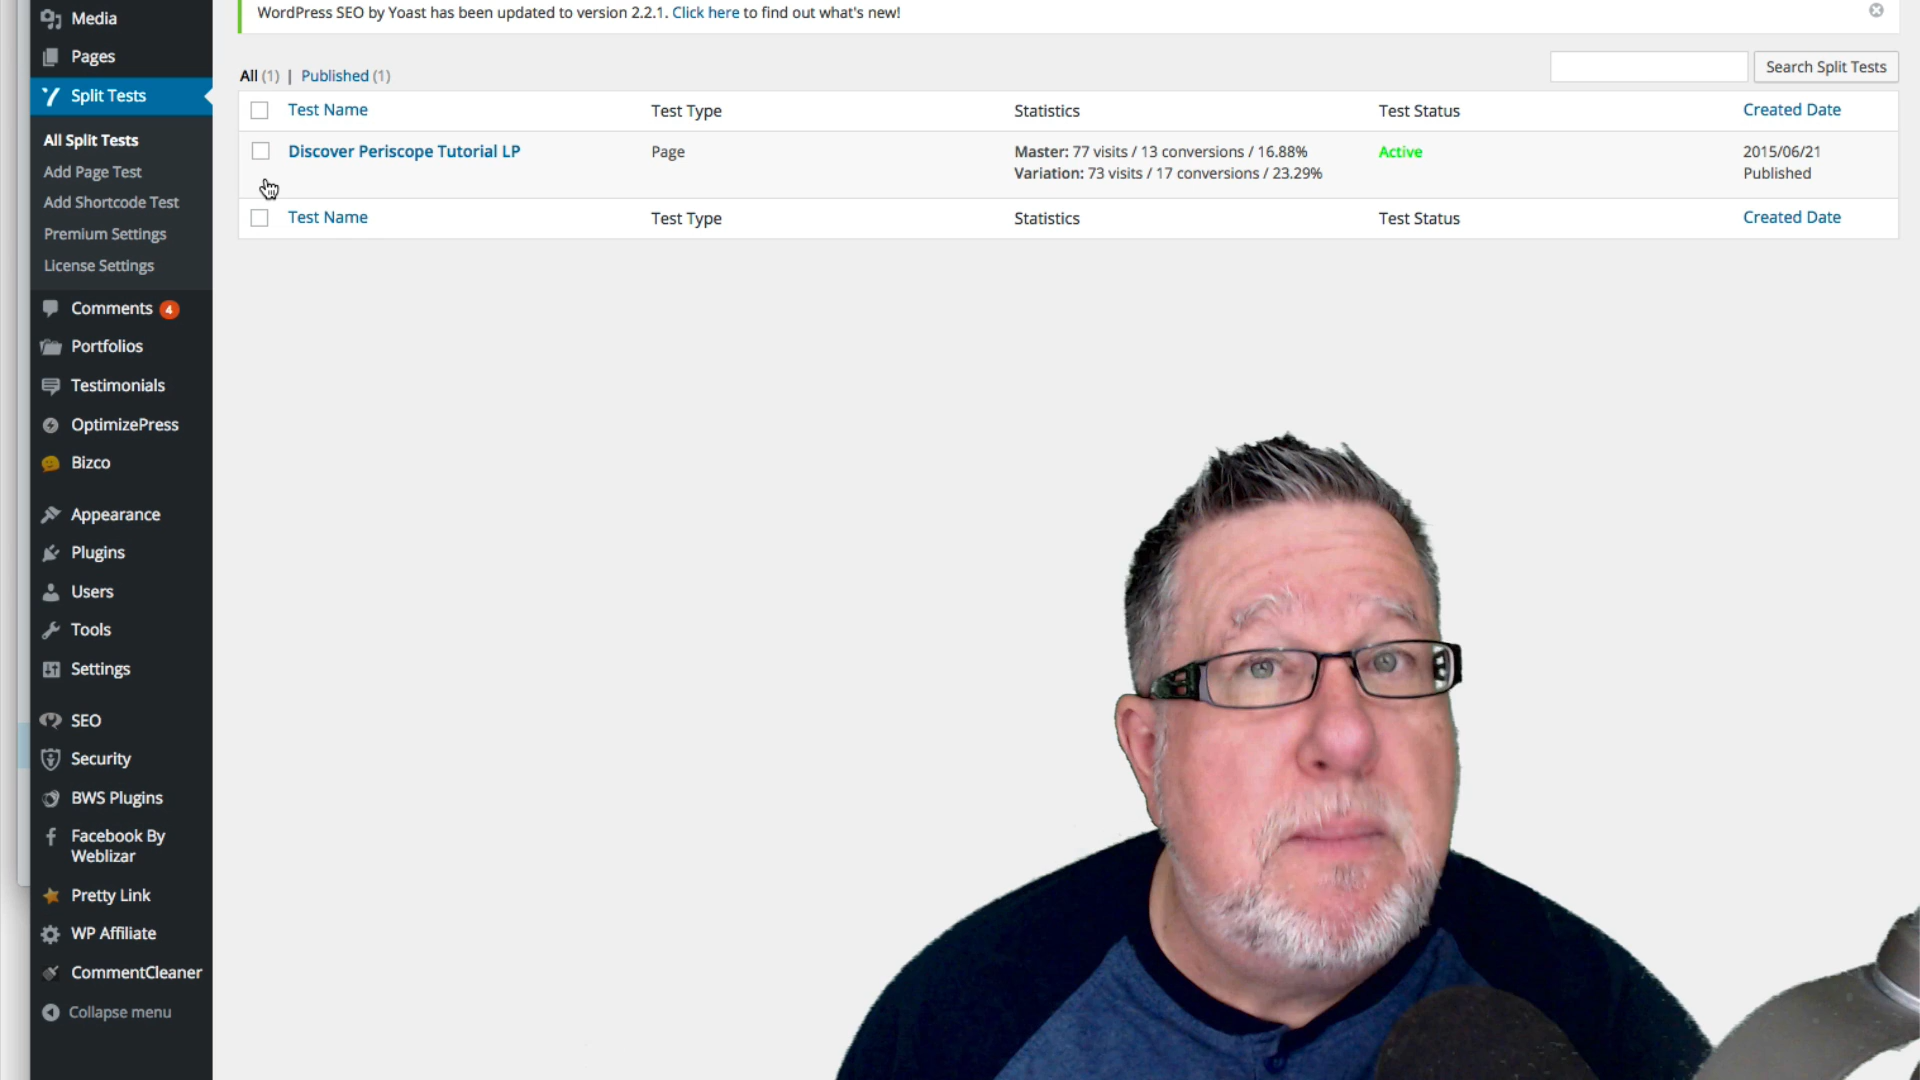 Media
Pages
Split Tests
All Split Tests
Add Page Test
Add Shortcode Test
Premium Settings
License Settings
Comments 4
Portfolios
Testimonials
OptimizePress
Bizco
Appearance
Plugins
Users
Tools
Settings
SEO
Security
BWS Plugins
Facebook By
Weblizar
Pretty Link
WP Affiliate
CommentCleaner
Collapse menu
WordPress SEO by Yoast has been updated to version 2.2.1. Click here to find out what's new!
All (1) | Published (1)
Search Split Tests
Test Name Test Type Statistics Test Status Created Date
Discover Periscope Tutorial LP Page Master: 77 visits / 13 conversions / 16.88% Active 2015/06/21
Variation: 73 visits / 17 conversions / 23.29% Published
Test Name Test Type Statistics Test Status Created Date